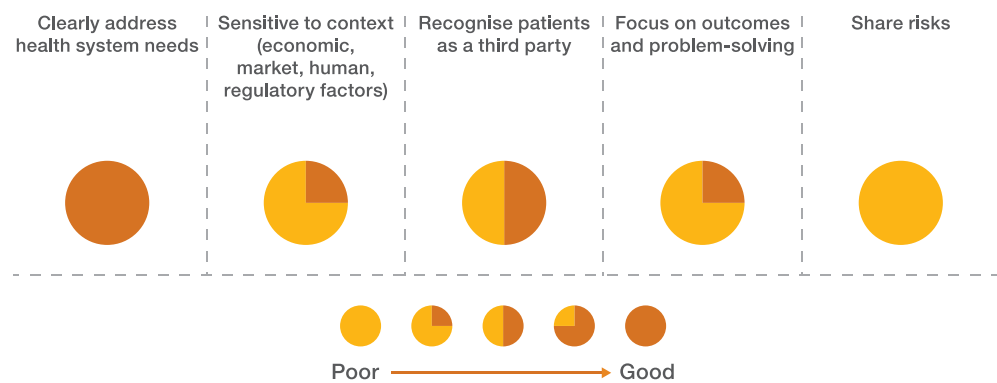 Clearly address
health system needs
Sensitive to context
(economic,
market, human,
regulatory factors)
Recognise patients
as a third party
Focus on outcomes
and problem-solving
Share risks
Poor
Good